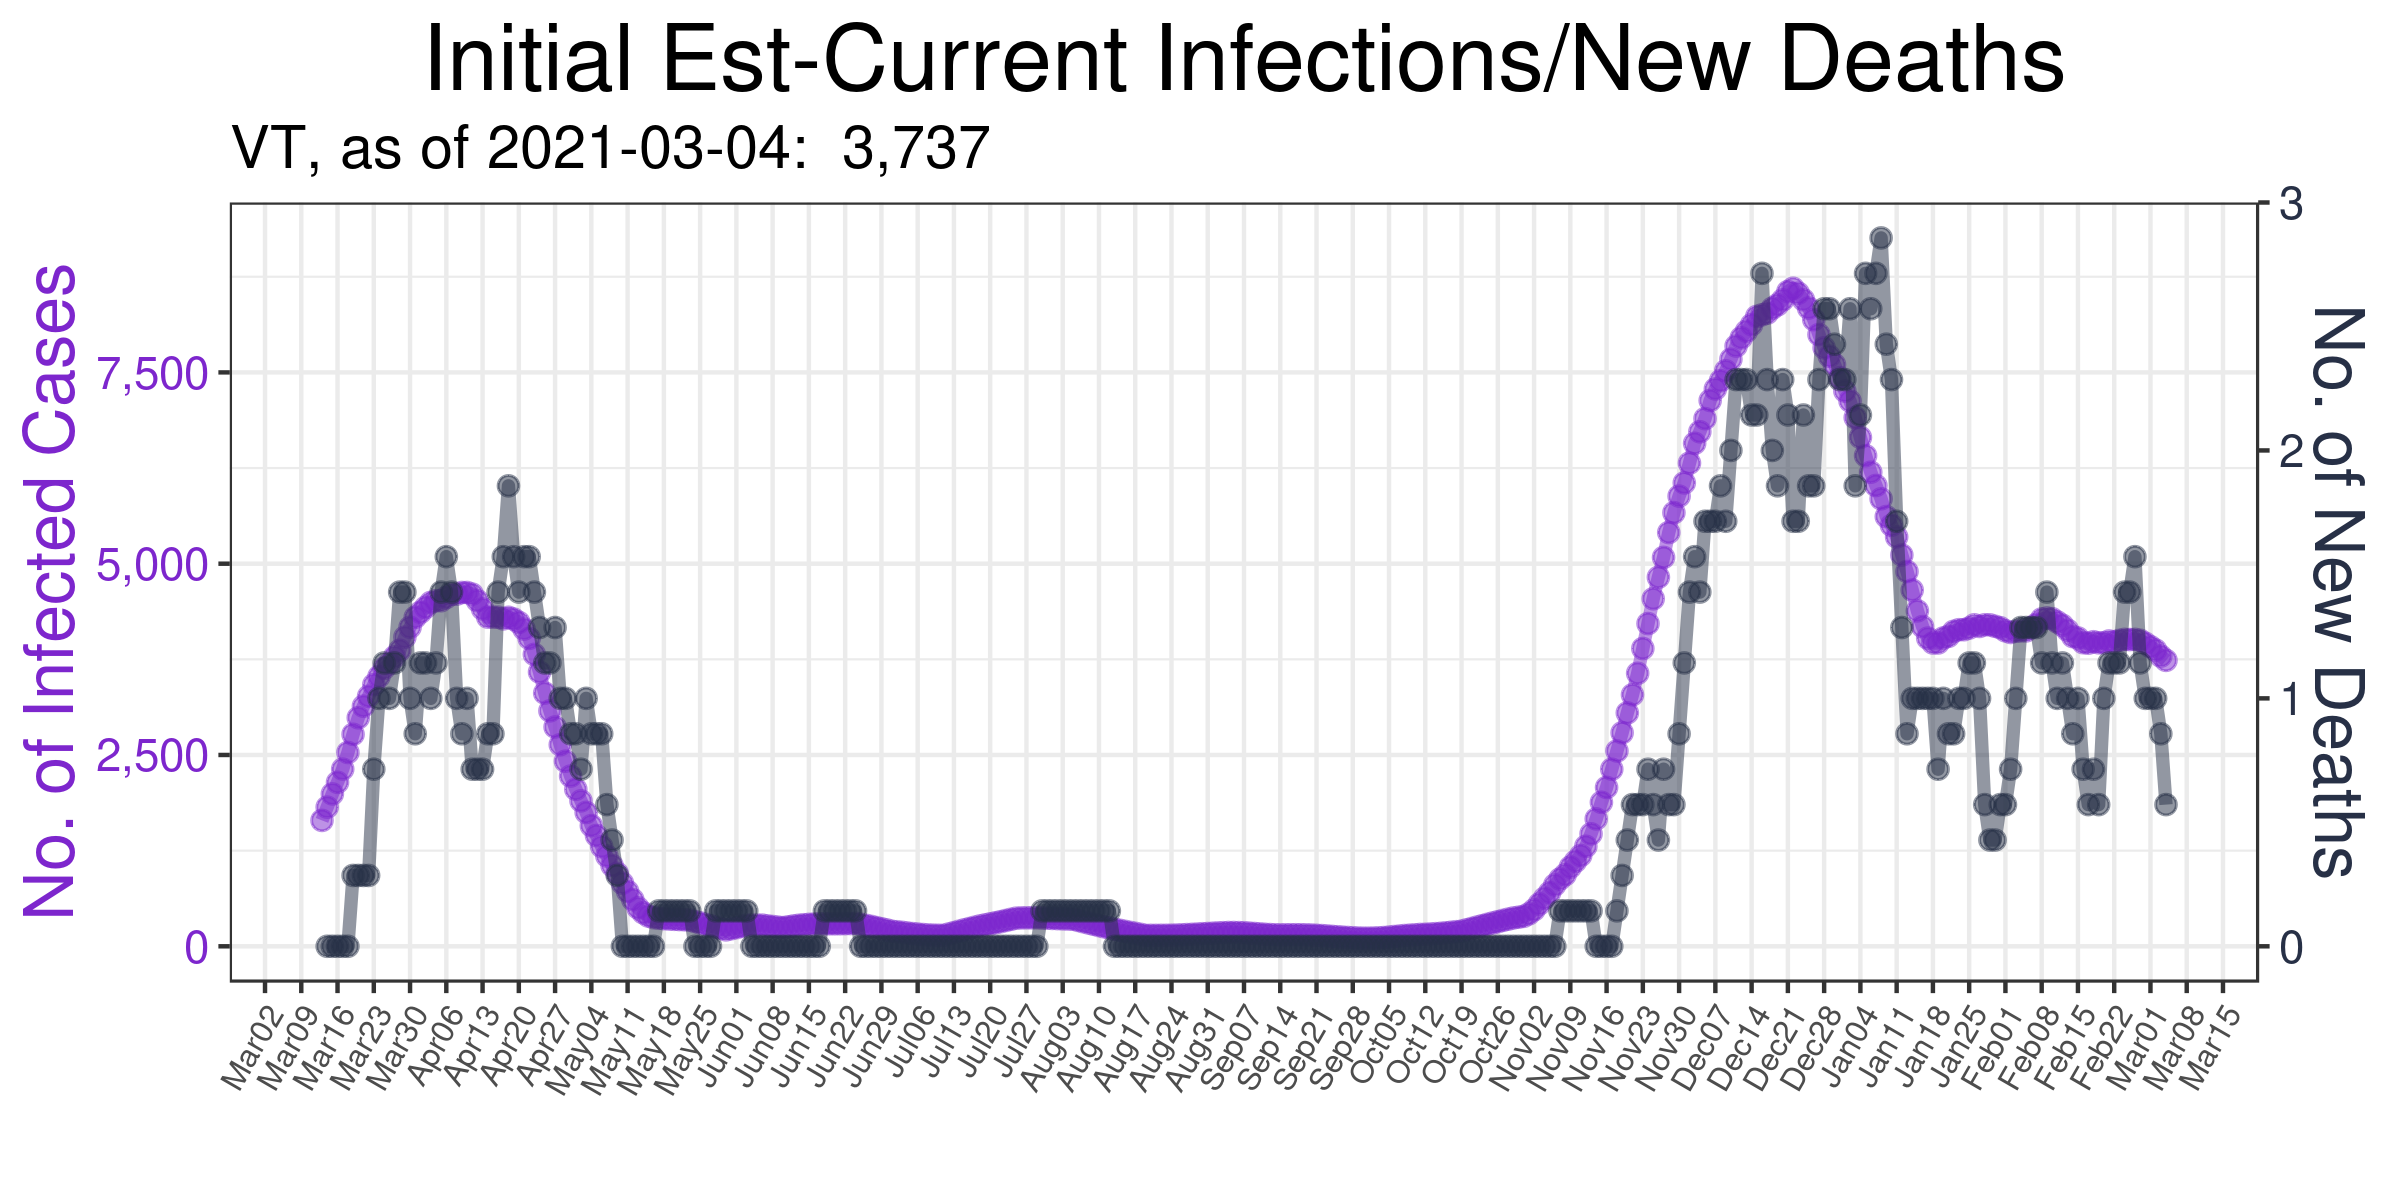 Initial Est-Current Infections/New Deaths
VT, as of 2021-03-04:  3,737
No. of Infected Cases
7,500
5,000
2,500
0
3
2
1
0
No. of New Deaths
Mar02
Mar09
Mar16
Mar23
Mar30
Apr06
Apr13
Apr20
Apr27
May04
May11
May18
May25
Jun01
Jun08
Jun15
Jun22
Jun29
Jul06
Jul13
Jul20
Jul27
Aug03
Aug10
Aug17
Aug24
Aug31
Sep07
Sep14
Sep21
Sep28
Oct05
Oct12
Oct19
Oct26
Nov02
Nov09
Nov16
Nov23
Nov30
Dec07
Dec14
Dec21
Dec28
Jan04
Jan11
Jan18
Jan25
Feb01
Feb08
Feb15
Feb22
Mar01
Mar08
Mar15